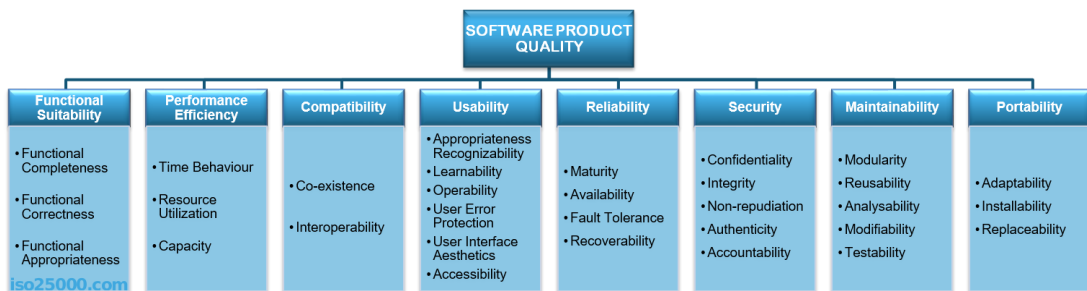 SOFTWARE PRODUCT
QUALITY
Functional
Suitability
• Functional
Completeness
• Functional
Correctness
• Functional
Appropriateness
Performance
Efficiency
• Time Behaviour
• Resource
Utilization
• Capacity
Compatibility
• Co-existence
• Interoperability
Usability
• Appropriateness
Recognizability
• Learnability
• Operability
• User Error
Protection
• User Interface
Aesthetics
• Accessibility
Reliability
• Maturity
• Availability
• Fault Tolerance
• Recoverability
Security
• Confidentiality
• Integrity
• Non-repudiation
• Authenticity
• Accountability
Maintainability
• Modularity
• Reusability
• Analysability
• Modifiability
• Testability
Portability
• Adaptability
• Installability
• Replaceability
iso25000.com